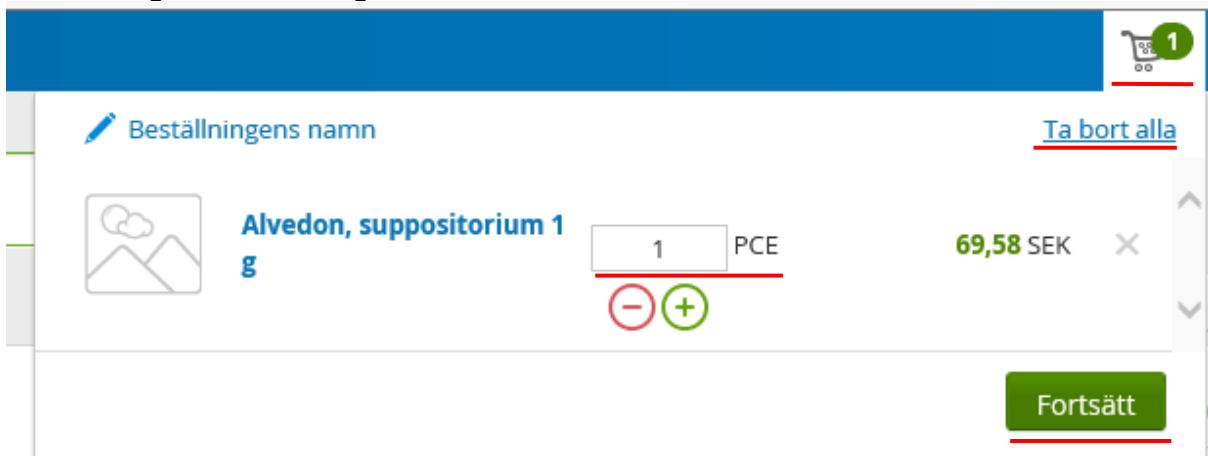 1
Beställningens namn
Ta bort alla
Alvedon, suppositorium 1
g
1 PCE
69,58 SEK
Fortsätt